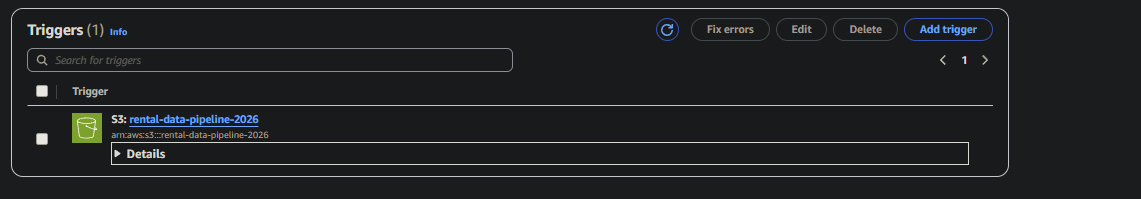 Triggers (1) Info
Fix errors Edit Delete Add trigger
Search for triggers
1
Trigger
S3: rental-data-pipeline-2026
arn:aws:s3:::rental-data-pipeline-2026
Details